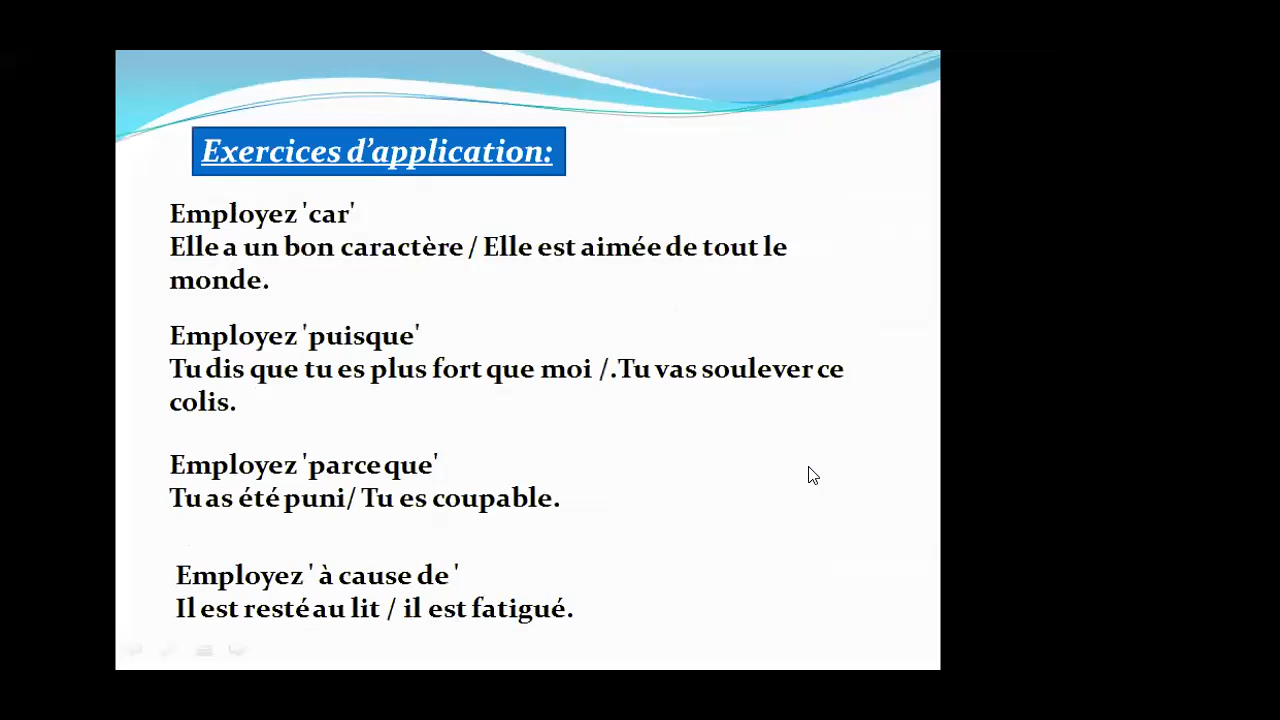 Exercices d’application:
Employez 'car'
Elle a un bon caractère / Elle est aimée de tout le
monde.
Employez 'puisque'
Tu dis que tu es plus fort que moi /.Tu vas soulever ce
colis.
Employez 'parce que'
Tu as été puni/ Tu es coupable.
Employez ' à cause de '
Il est resté au lit / il est fatigué.